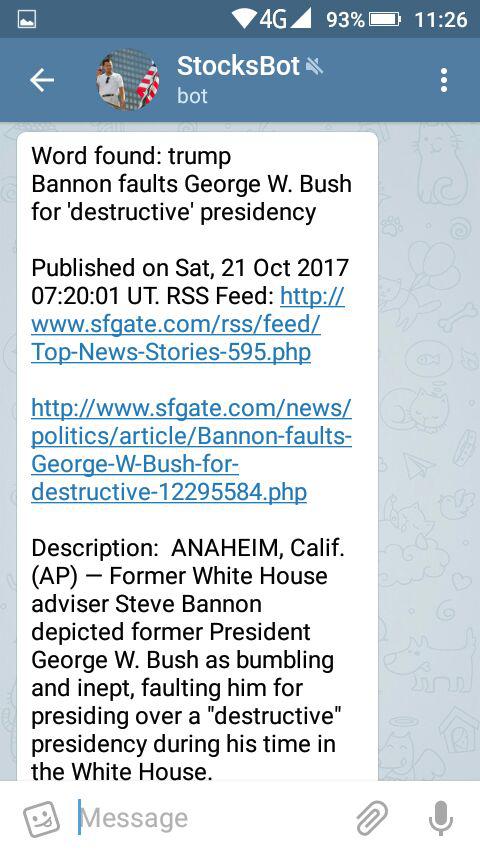 4G 93% 11:26
StocksBot
bot
Word found: trump
Bannon faults George W. Bush
for 'destructive' presidency
Published on Sat, 21 Oct 2017
07:20:01 UT. RSS Feed: http://
www.sfgate.com/rss/feed/
Top-News-Stories-595.php
http://www.sfgate.com/news/
politics/article/Bannon-faults-
George-W-Bush-for-
destructive-12295584.php
Description:  ANAHEIM, Calif.
(AP) — Former White House
adviser Steve Bannon
depicted former President
George W. Bush as bumbling
and inept, faulting him for
presiding over a "destructive"
presidency during his time in
the White House.
Message